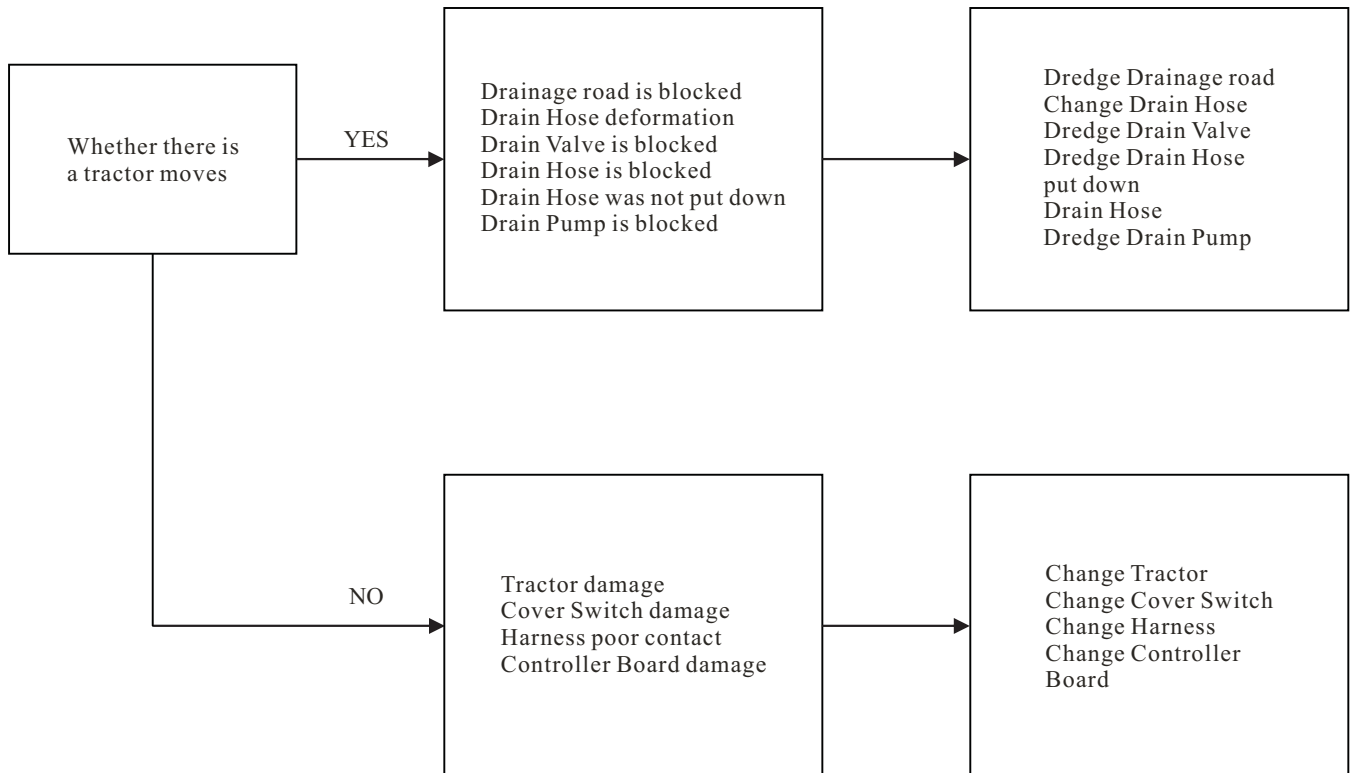 Whether there is
a tractor moves
YES
Drainage road is blocked
Drain Hose deformation
Drain Valve is blocked
Drain Hose is blocked
Drain Hose was not put down
Drain Pump is blocked
Dredge Drainage road
Change Drain Hose
Dredge Drain Valve
Dredge Drain Hose
put down
Drain Hose
Dredge Drain Pump
NO
Tractor damage
Cover Switch damage
Harness poor contact
Controller Board damage
Change Tractor
Change Cover Switch
Change Harness
Change Controller
Board